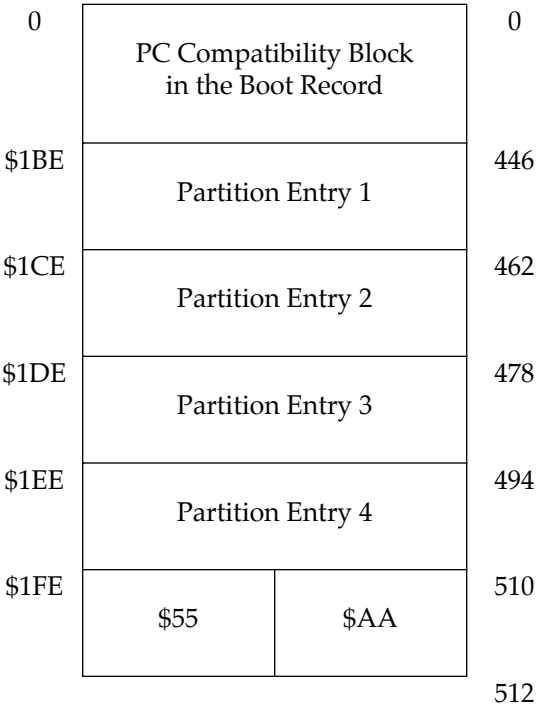 0
0
PC Compatibility Block
in the Boot Record
$1BE
446
Partition Entry 1
$1CE
462
Partition Entry 2
$1DE
478
Partition Entry 3
$1EE
494
Partition Entry 4
$1FE
510
$55
$AA
512